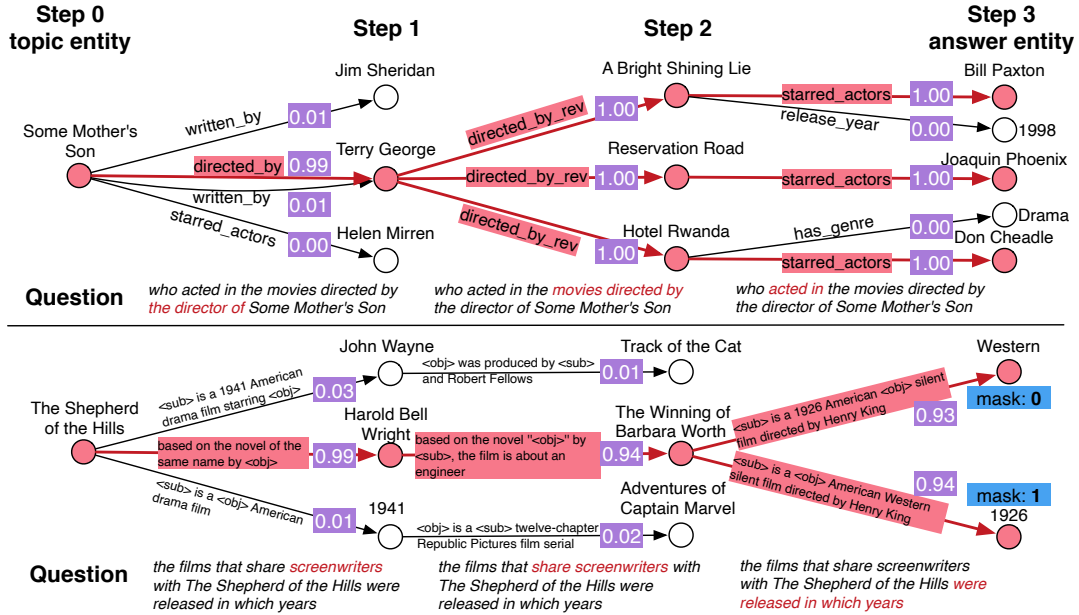 Step 0
topic entity
Step 1
Step 2
Step 3
answer entity
Jim Sheridan
A Bright Shining Lie
Bill Paxton
written_by
0.01
directed_by_rev
1.00
starred_actors
1.00
release_year
0.00
1998
Some Mother's
Son
directed_by
0.99
Terry George
Reservation Road
Joaquin Phoenix
directed_by_rev
1.00
starred_actors
1.00
written_by
0.01
starred_actors
0.00
Helen Mirren
directed_by_rev
1.00
Hotel Rwanda
has_genre
0.00
Drama
Don Cheadle
starred_actors
1.00
Question
who acted in the movies directed by
the director of Some Mother's Son
who acted in the movies directed by
the director of Some Mother's Son
who acted in the movies directed by
the director of Some Mother's Son
John Wayne
Track of the Cat
Western
<sub> is a 1941 American
drama film starring <obj>
0.03
<obj> was produced by <sub>
and Robert Fellows
0.01
<sub> is a 1926 American <obj> silent
film directed by Henry King
0.93
mask: 0
The Shepherd
of the Hills
based on the novel of the
same name by <obj>
0.99
Harold Bell
Wright
based on the novel "<obj>" by
<sub>, the film is about an
engineer
0.94
The Winning of
Barbara Worth
<sub> is a <obj> American Western
silent film directed by Henry King
0.94
mask: 1
1926
<sub> is a <obj> American
drama film
0.01
1941
<obj> is a <sub> twelve-chapter
Republic Pictures film serial
0.02
Adventures of
Captain Marvel
Question
the films that share screenwriters
with The Shepherd of the Hills were
released in which years
the films that share screenwriters with
The Shepherd of the Hills were
released in which years
the films that share screenwriters
with The Shepherd of the Hills were
released in which years